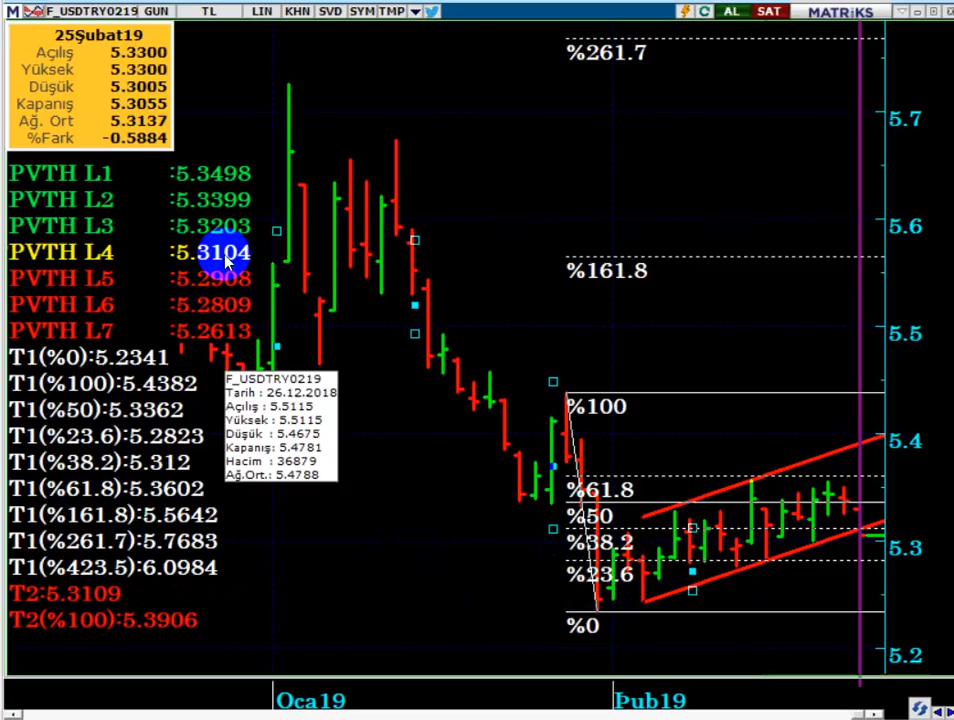 M F_USDTRY0219 GUN TL LIN KHN SVD SYM TMP C AL SAT MATRİKS
25Şubat19
Açılış 5.3300
Yüksek 5.3300
Düşük 5.3005
Kapanış 5.3055
Ağ. Ort 5.3137
%Fark -0.5884
PVTH L1 :5.3498
PVTH L2 :5.3399
PVTH L3 :5.3203
PVTH L4 :5.3104
PVTH L5 :5.2908
PVTH L6 :5.2809
PVTH L7 :5.2613
T1(%0):5.2341
T1(%100):5.4382
T1(%50):5.3362
T1(%23.6):5.2823
T1(%38.2):5.312
T1(%61.8):5.3602
T1(%161.8):5.5642
T1(%261.7):5.7683
T1(%423.5):6.0984
T2:5.3109
T2(%100):5.3906
F_USDTRY0219
Tarih : 26.12.2018
Açılış : 5.5115
Yüksek : 5.5115
Düşük : 5.4675
Kapanış: 5.4781
Hacim : 36879
Ağ.Ort.: 5.4788
%261.7
%161.8
%100
%61.8
%50
%38.2
%23.6
%0
5.7
5.6
5.5
5.4
5.3
5.2
Oca19
Þub19